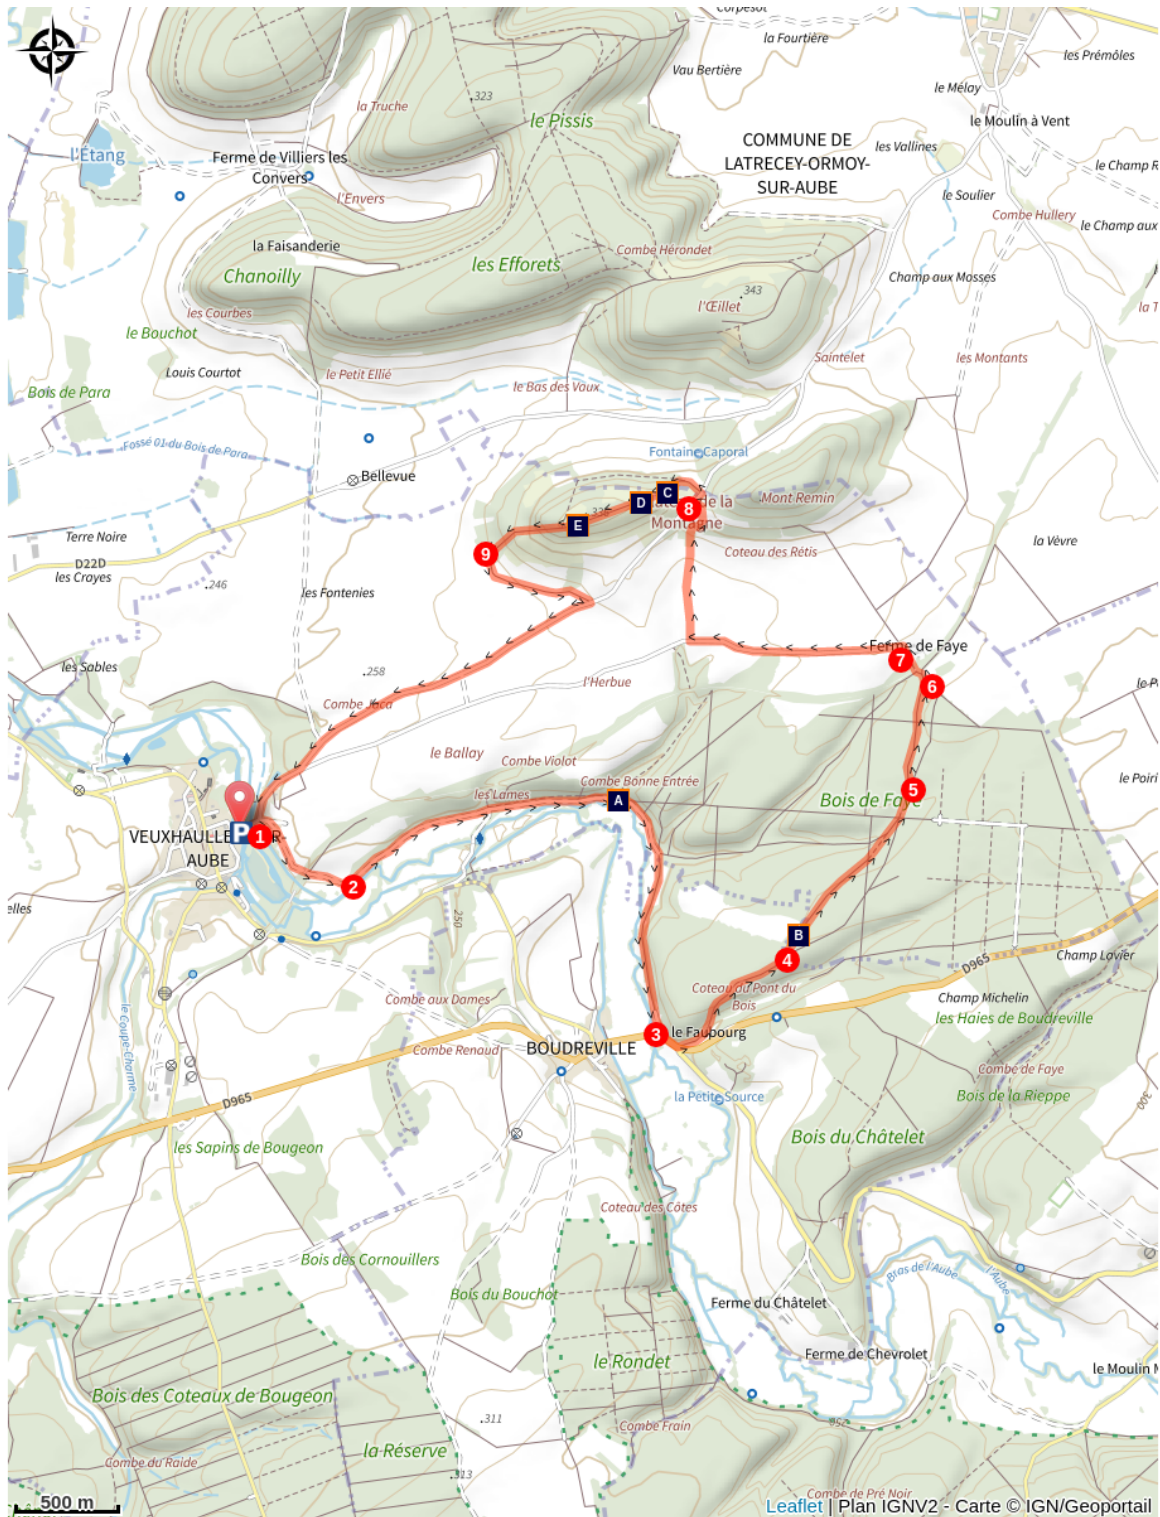 Corpesot
la Fourtière
les Prémôles
Vau Bertière
le Mélay
la Truche
323
le Pissis
le Moulin à Vent
COMMUNE DE
LATRECEY-ORMOY-
SUR-AUBE
les Vallines
l'Étang
Ferme de Villiers les
Convers
le Champ R
l'Envers
le Soulier
Combe Hullery
le Champ aux
la Faisanderie
Combe Hérondet
Chanoilly
les Efforets
Champ aux Mosses
343
l'Œillet
la T
les Courbes
le Bouchot
Saintelet
les Montants
Louis Courtot
le Petit Ellié
le Bas des Vaux
Bois de Para
Fossé 01 du Bois de Para
Fontaine Caporal
Bellevue
C
D
E
8
de la
Montagne
Mont Remin
Terre Noire
D22D
les Crayes
246
9
Coteau des Rétis
la Vèvre
les Fontenies
Ferme de Faye
7
6
les Sables
258
l'Herbue
Combe Jaca
le P
le Ballay
Combe Violot
Combe Bonne Entrée
les Lames
A
le Poiri
5
Bois de Faye
P
1
VEUXHAULLE
R-
AUBE
2
elles
250
B
4
D965
Champ Lavier
Combe aux Dames
Coteau du Pont du
Bois
Champ Michelin
les Haies de Boudreville
le Coupe-Charme
3
le Faubourg
BOUDREVILLE
Combe Renaud
Combe de Faye
D965
la Petite Source
Bois de la Rieppe
300
les Sapins de Bougeon
Bois du Châtelet
Coteau des Côtes
Bois des Cornouillers
Bras de l'Aube
l'Aube
Bois du Bouchot
Ferme du Châtelet
le Rondet
Ferme de Chevrolet
le Moulin
Bois des Coteaux de Bougeon
311
252
Combe Frain
la Réserve
Combe du Raide
313
Combe de Pré Noir
500 m
Leaflet | Plan IGNV2 - Carte © IGN/Geoportail